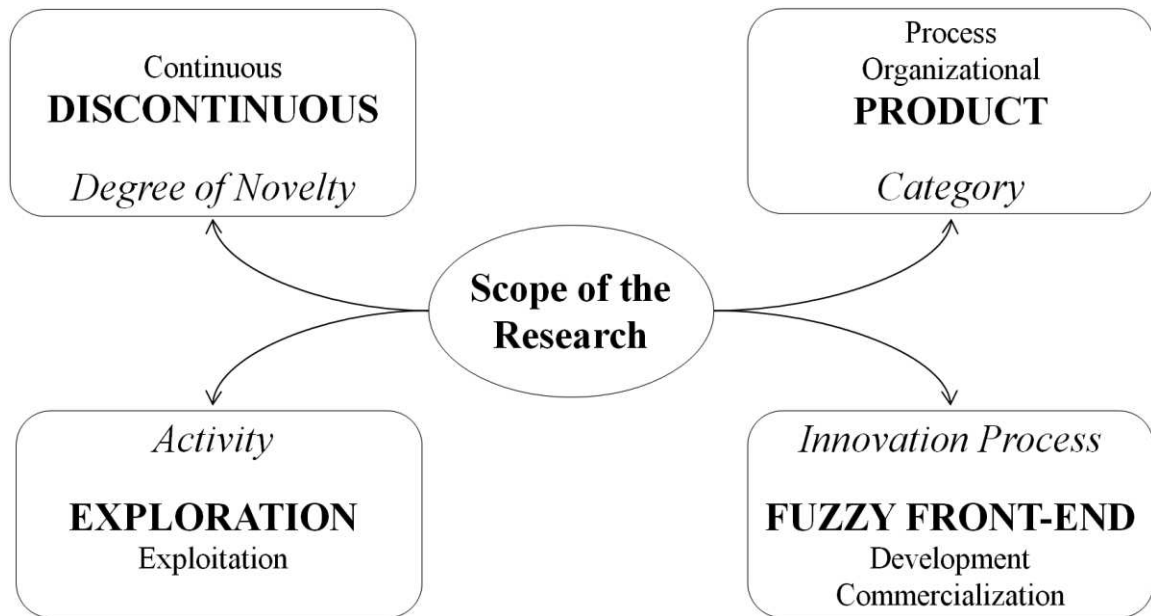 Continuous
DISCONTINUOUS
Degree of Novelty
Process
Organizational
PRODUCT
Category
Scope of the
Research
Activity
EXPLORATION
Exploitation
Innovation Process
FUZZY FRONT-END
Development
Commercialization